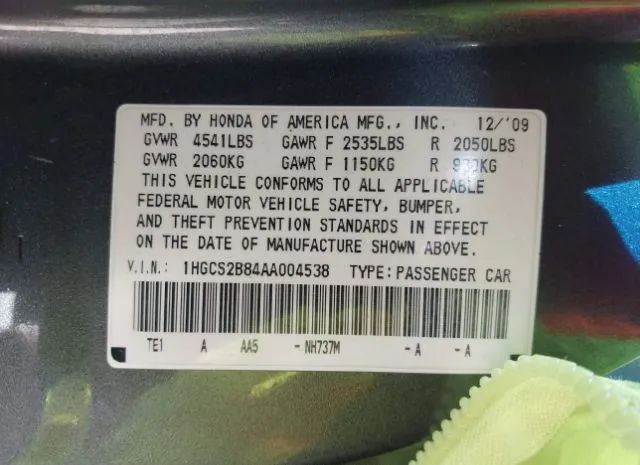 MFD. BY HONDA OF AMERICA MFG., INC. 12/'09
GVWR 4541LBS GAWR F 2535LBS R 2050LBS
GVWR 2060KG GAWR F 1150KG R 930KG
THIS VEHICLE CONFORMS TO ALL APPLICABLE
FEDERAL MOTOR VEHICLE SAFETY, BUMPER,
AND THEFT PREVENTION STANDARDS IN EFFECT
ON THE DATE OF MANUFACTURE SHOWN ABOVE.
V.I.N.: 1HGCS2B84AA004538 TYPE:PASSENGER CAR
TE1 A AA5 -NH737M -A -A